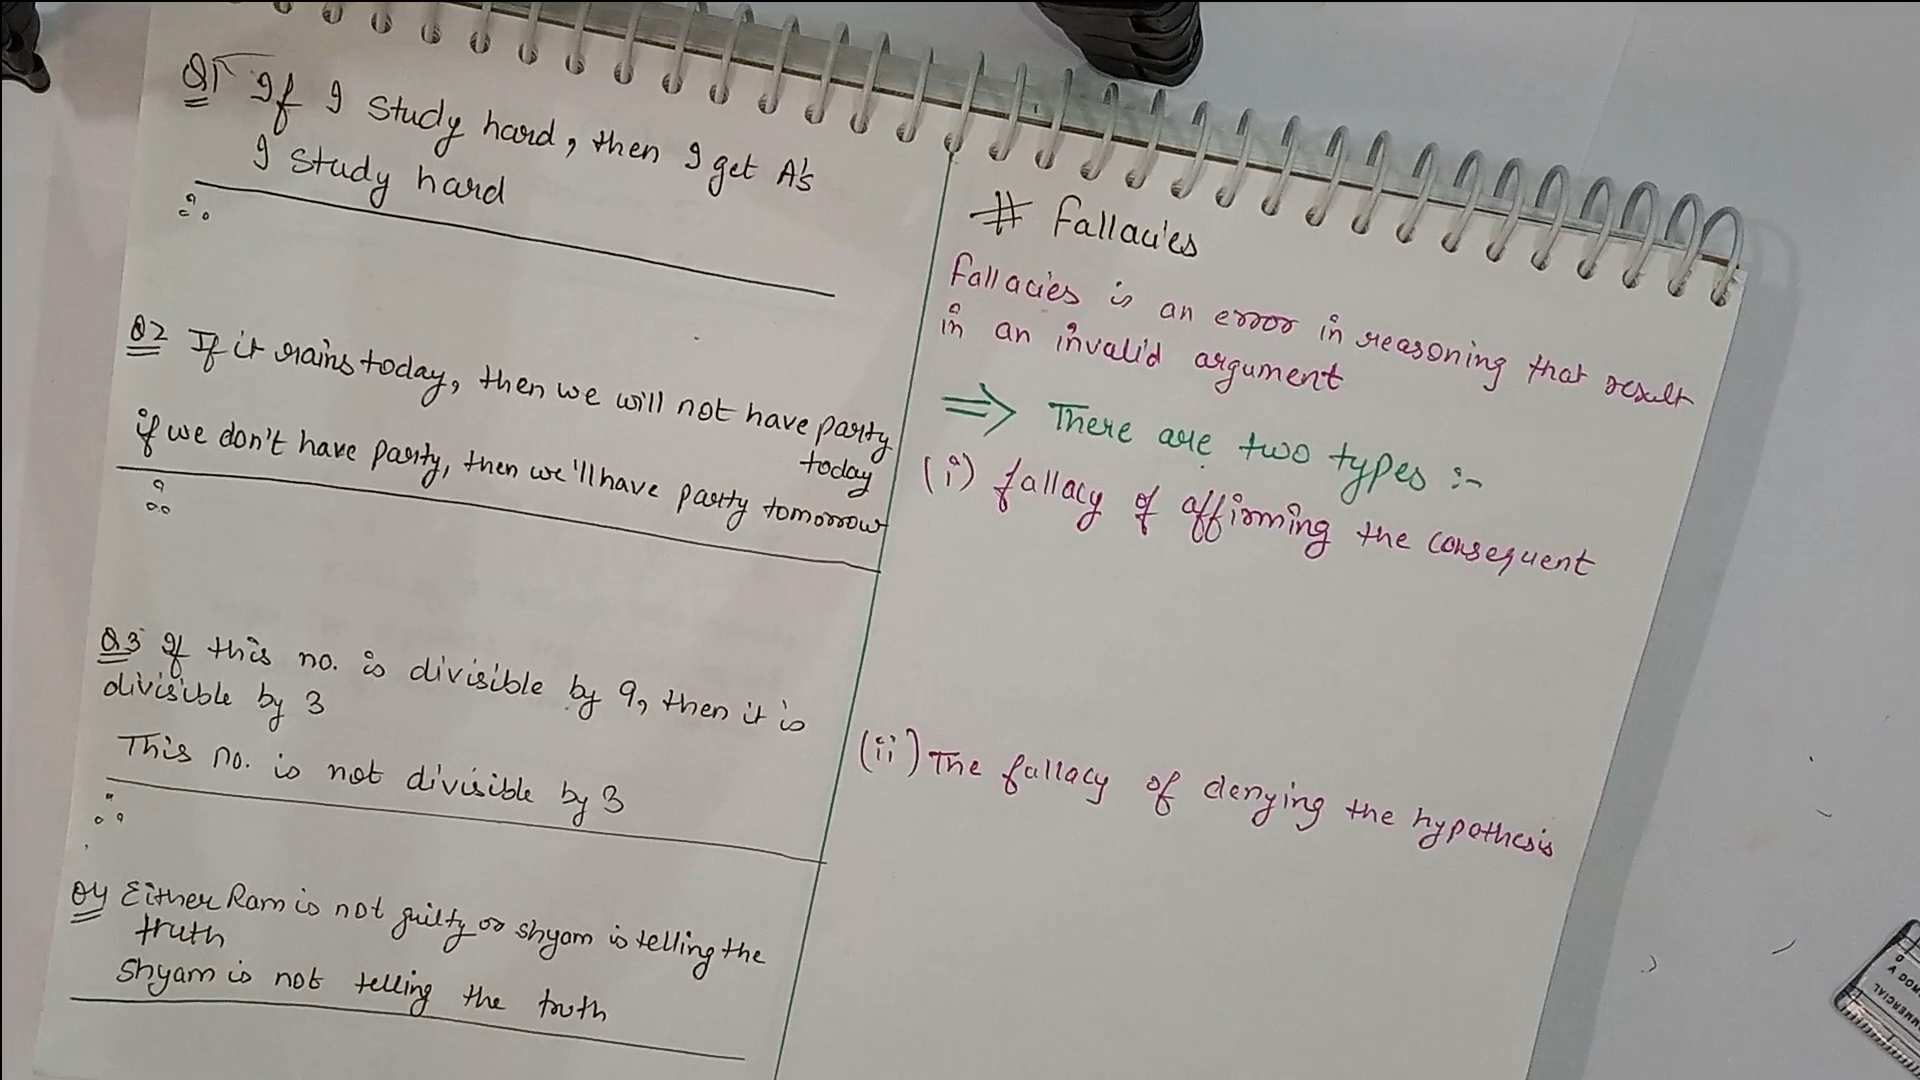 Q1 If I study hard, then I get A's
I study hard
∴
Q2 If it rains today, then we will not have party
today
if we don't have party, then we'll have party tomorrow
∴
Q3 If this no. is divisible by 9, then it is
divisible by 3
This no. is not divisible by 3
∴
Q4 Either Ram is not guilty or shyam is telling the
truth
Shyam is not telling the truth
# Fallacies
Fallacies is an error in reasoning that result
in an invalid argument
⇒ There are two types :-
(i) fallacy of affirming the consequent
(ii) The fallacy of denying the hypothesis